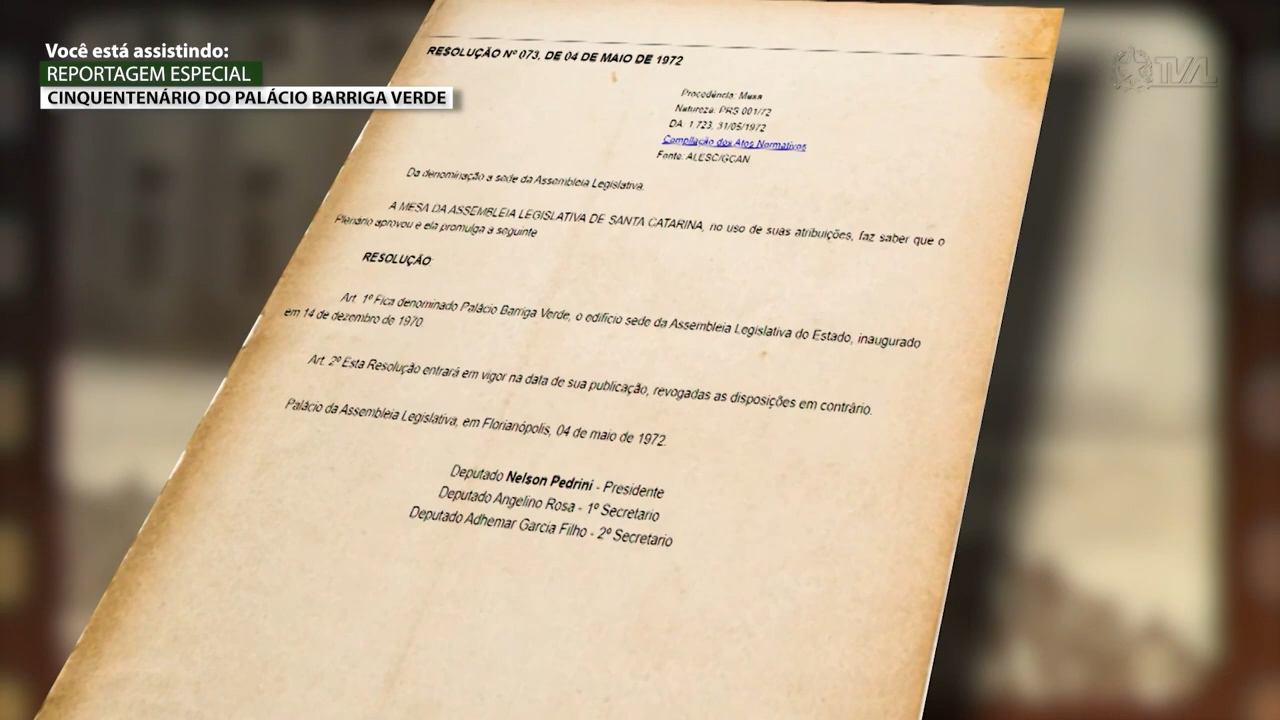 Você está assistindo:
REPORTAGEM ESPECIAL
CINQUENTENÁRIO DO PALÁCIO BARRIGA VERDE
TVAL
RESOLUÇÃO Nº 073, DE 04 DE MAIO DE 1972
Procedência: Mesa
Natureza: PRS 001/72
DA. 1.723, 31/05/1972
Compilação dos Atos Normativos
Fonte: ALESC/GCAN
Da denominação a sede da Assembleia Legislativa.
A MESA DA ASSEMBLEIA LEGISLATIVA DE SANTA CATARINA, no uso de suas atribuições, faz saber que o
Plenário aprovou e ela promulga a seguinte
RESOLUÇÃO:
Art. 1º Fica denominado Palácio Barriga Verde, o edifício sede da Assembleia Legislativa do Estado, inaugurado
em 14 de dezembro de 1970.
Art. 2º Esta Resolução entrará em vigor na data de sua publicação, revogadas as disposições em contrário.
Palácio da Assembleia Legislativa, em Florianópolis, 04 de maio de 1972.
Deputado Nelson Pedrini - Presidente
Deputado Angelino Rosa - 1º Secretario
Deputado Adhemar Garcia Filho - 2º Secretario